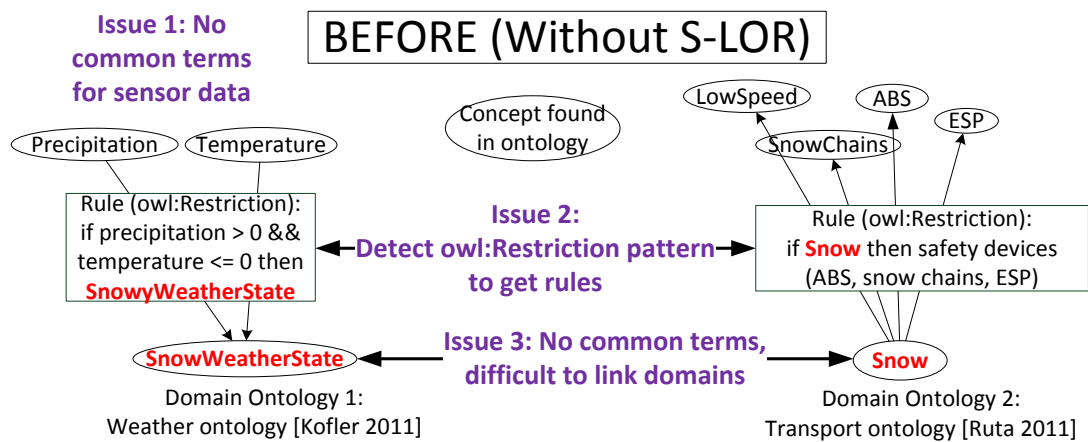 BEFORE (Without S-LOR)
Issue 1: No
common terms
for sensor data
Precipitation
Temperature
Concept found
in ontology
LowSpeed
ABS
ESP
SnowChains
Rule (owl:Restriction):
if precipitation > 0 &&
temperature <= 0 then
SnowyWeatherState
Issue 2:
Detect owl:Restriction pattern
to get rules
Rule (owl:Restriction):
if Snow then safety devices
(ABS, snow chains, ESP)
SnowWeatherState
Issue 3: No common terms,
difficult to link domains
Snow
Domain Ontology 1:
Weather ontology [Kofler 2011]
Domain Ontology 2:
Transport ontology [Ruta 2011]